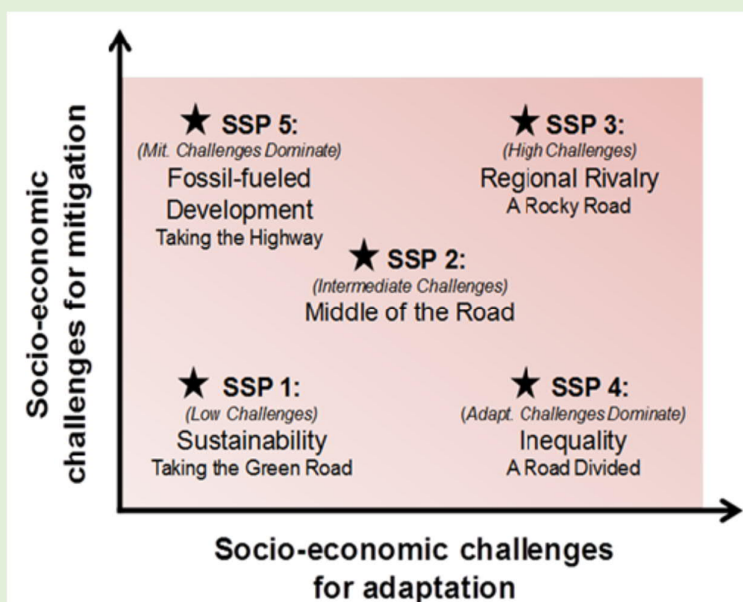 Socio-economic
challenges for mitigation
SSP 5:
(Mit. Challenges Dominate)
Fossil-fueled
Development
Taking the Highway
SSP 3:
(High Challenges)
Regional Rivalry
A Rocky Road
SSP 2:
(Intermediate Challenges)
Middle of the Road
SSP 1:
(Low Challenges)
Sustainability
Taking the Green Road
SSP 4:
(Adapt. Challenges Dominate)
Inequality
A Road Divided
Socio-economic challenges
for adaptation